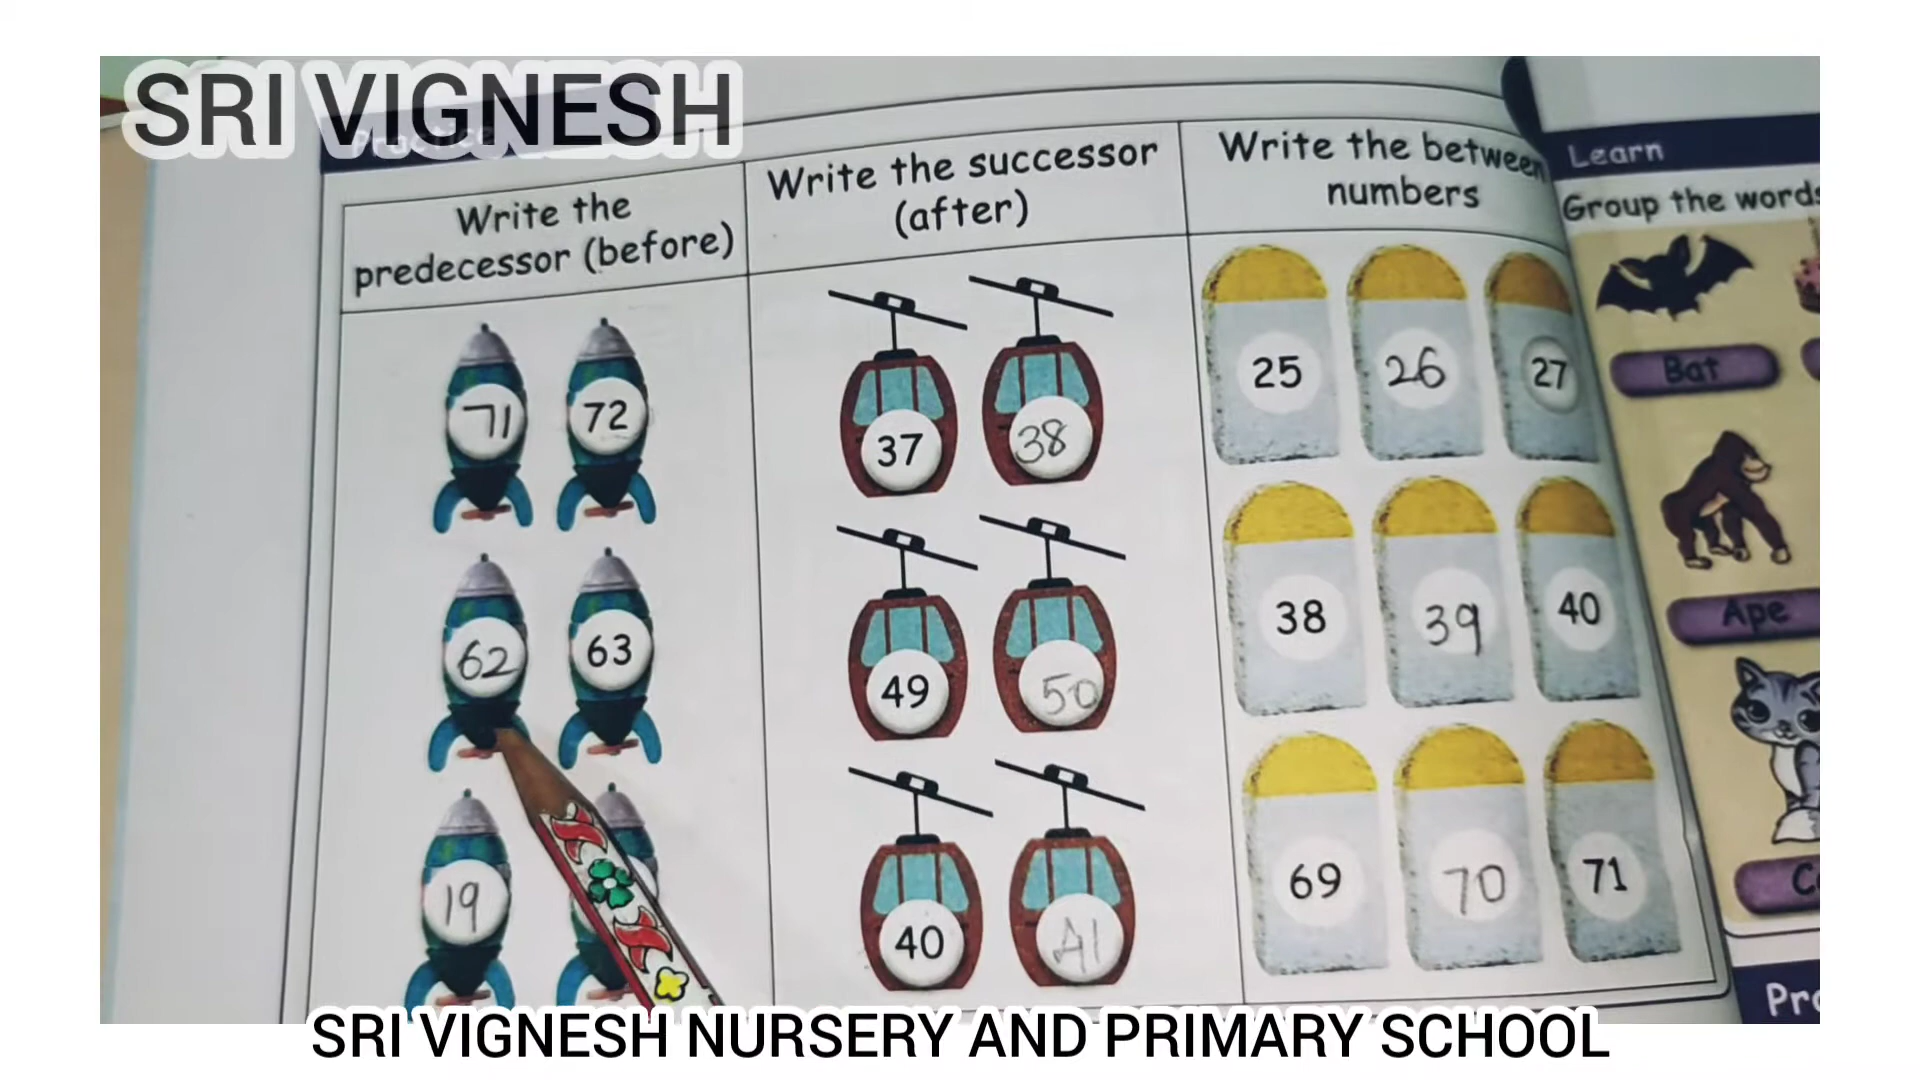 SRI VIGNESH
Practice
Write the
predecessor (before)
Write the successor
(after)
Write the between
numbers
71 72
62 63
19
37 38
49 50
40 41
25 26 27
38 39 40
69 70 71
Learn
Group the words
Bat
Ape
SRI VIGNESH NURSERY AND PRIMARY SCHOOL